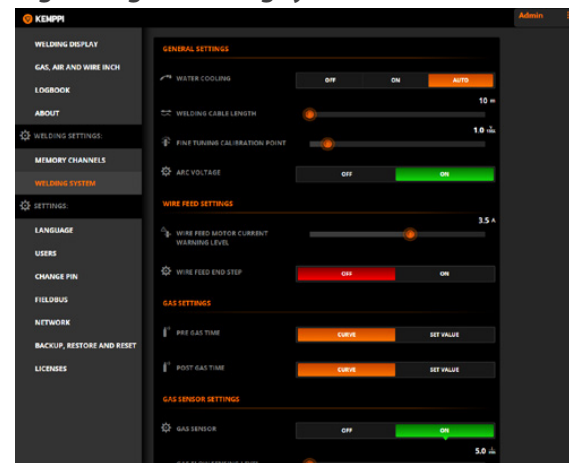 KEMPPI
Admin
WELDING DISPLAY
GAS, AIR AND WIRE INCH
LOGBOOK
ABOUT
WELDING SETTINGS:
MEMORY CHANNELS
WELDING SYSTEM
SETTINGS:
LANGUAGE
USERS
CHANGE PIN
FIELDBUS
NETWORK
BACKUP, RESTORE AND RESET
LICENSES
GENERAL SETTINGS
WATER COOLING
OFF ON AUTO
10 m
WELDING CABLE LENGTH
1.0
FINE TUNING CALIBRATION POINT
ARC VOLTAGE
OFF ON
WIRE FEED SETTINGS
3.5 A
WIRE FEED MOTOR CURRENT
WARNING LEVEL
WIRE FEED END STEP
OFF ON
GAS SETTINGS
PRE GAS TIME
CURVE SET VALUE
POST GAS TIME
CURVE SET VALUE
GAS SENSOR SETTINGS
GAS SENSOR
OFF ON
5.0